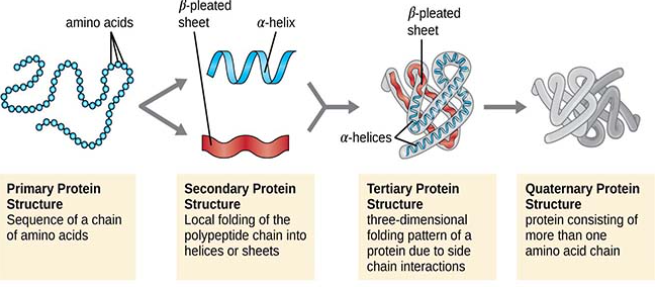 amino acids
β-pleated
sheet
α-helix
β-pleated
sheet
α-helices
Primary Protein
Structure
Sequence of a chain
of amino acids
Secondary Protein
Structure
Local folding of the
polypeptide chain into
helices or sheets
Tertiary Protein
Structure
three-dimensional
folding pattern of a
protein due to side
chain interactions
Quaternary Protein
Structure
protein consisting of
more than one
amino acid chain